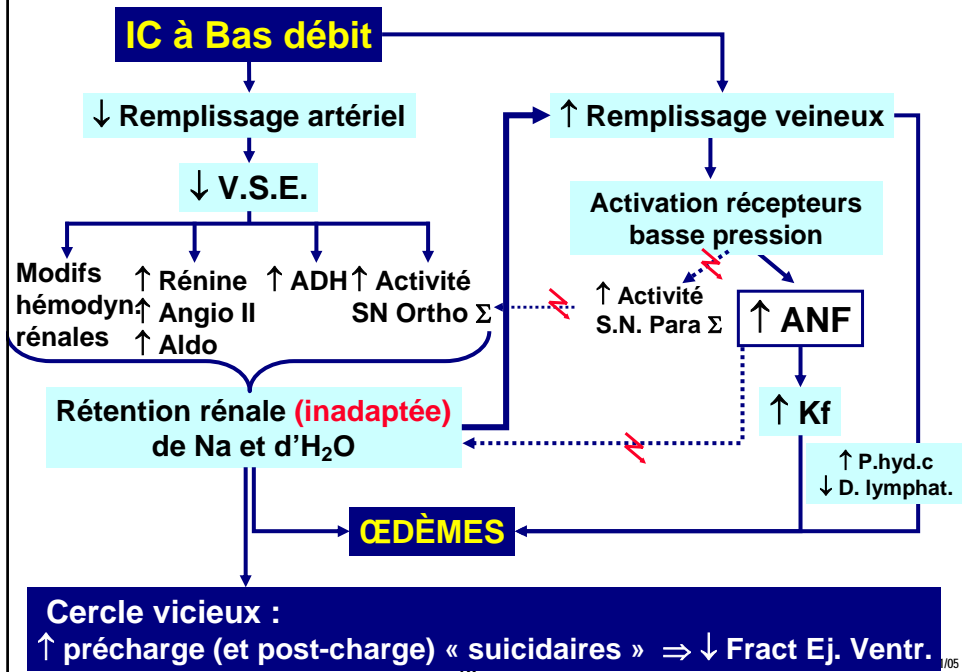 IC à Bas débit
↓ Remplissage artériel
↑ Remplissage veineux
↓ V.S.E.
Activation récepteurs
basse pression
Modifs
hémodyn.
rénales
↑ Rénine
↑ Angio II
↑ Aldo
↑ ADH
↑ Activité
SN Ortho Σ
↑ Activité
S.N. Para Σ
↑ ANF
Rétention rénale (inadaptée)
de Na et d'H₂O
↑ Kf
↑ P.hyd.c
↓ D. lymphat.
ŒDÈMES
Cercle vicieux :
↑ précharge (et post-charge) « suicidaires » ⇒ ↓ Fract Ej. Ventr.